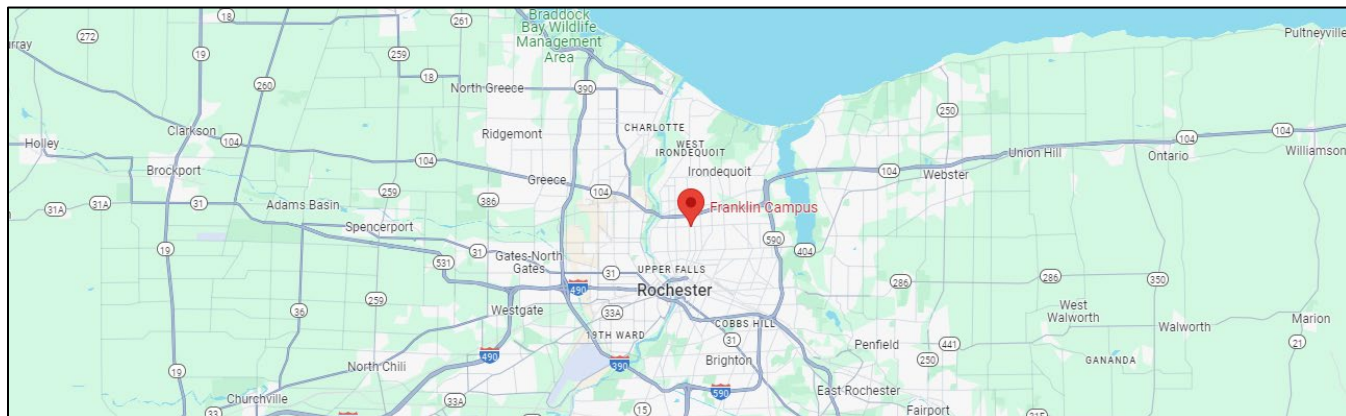 Braddock
Bay Wildlife
Management
Area
18
261
272
19
259
260
18
390
North Greece
Pultneyville
250
Clarkson
104
Ridgemont
CHARLOTTE
WEST
IRONDEQUOIT
104
Holley
Brockport
104
Greece
Irondequoit
104
Union Hill
Ontario
104
Williamson
Webster
31A
31A
31
Adams Basin
259
386
104
Franklin Campus
Spencerport
590
404
19
531
31
Gates-North
Gates
31
UPPER FALLS
490
Rochester
286
286
350
259
36
Westgate
33A
19TH WARD
COBBS HILL
West
Walworth
Walworth
Marion
21
441
Penfield
250
31
Brighton
GANANDA
490
390
North Chili
19
590
East Rochester
Churchville
33
33A
15
Fairport
31F